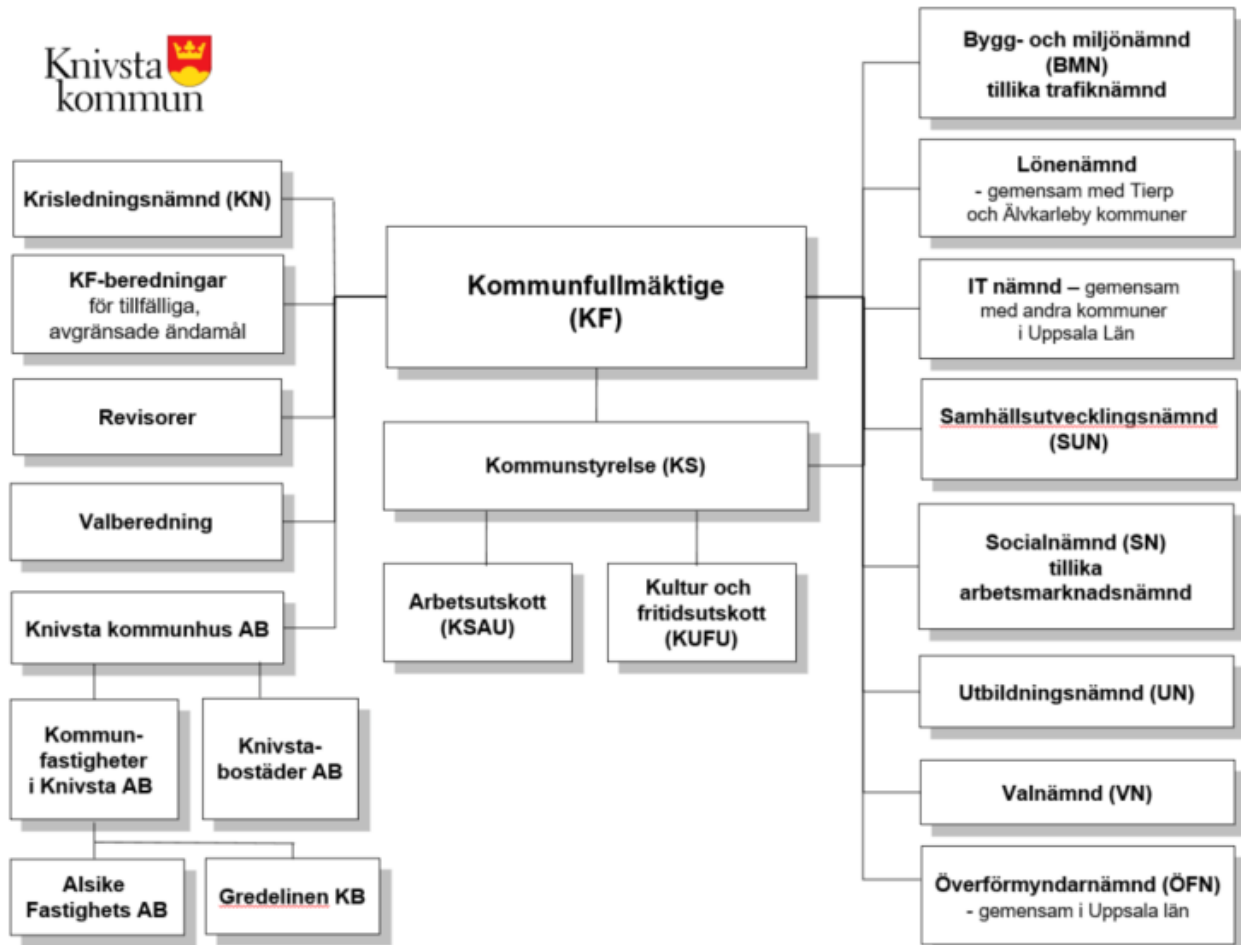 Knivsta
kommun
Krisledningsnämnd (KN)
KF-beredningar
för tillfälliga,
avgränsade ändamål
Revisorer
Valberedning
Knivsta kommunhus AB
Kommun-
fastigheter
i Knivsta AB
Knivsta-
bostäder AB
Alsike
Fastighets AB
Gredelinen KB
Kommunfullmäktige
(KF)
Kommunstyrelse (KS)
Arbetsutskott
(KSAU)
Kultur och
fritidsutskott
(KUFU)
Bygg- och miljönämnd
(BMN)
tillika trafiknämnd
Lönenämnd
- gemensam med Tierp
och Älvkarleby kommuner
IT nämnd – gemensam
med andra kommuner
i Uppsala Län
Samhällsutvecklingsnämnd
(SUN)
Socialnämnd (SN)
tillika
arbetsmarknadsnämnd
Utbildningsnämnd (UN)
Valnämnd (VN)
Överförmyndarnämnd (ÖFN)
- gemensam i Uppsala län